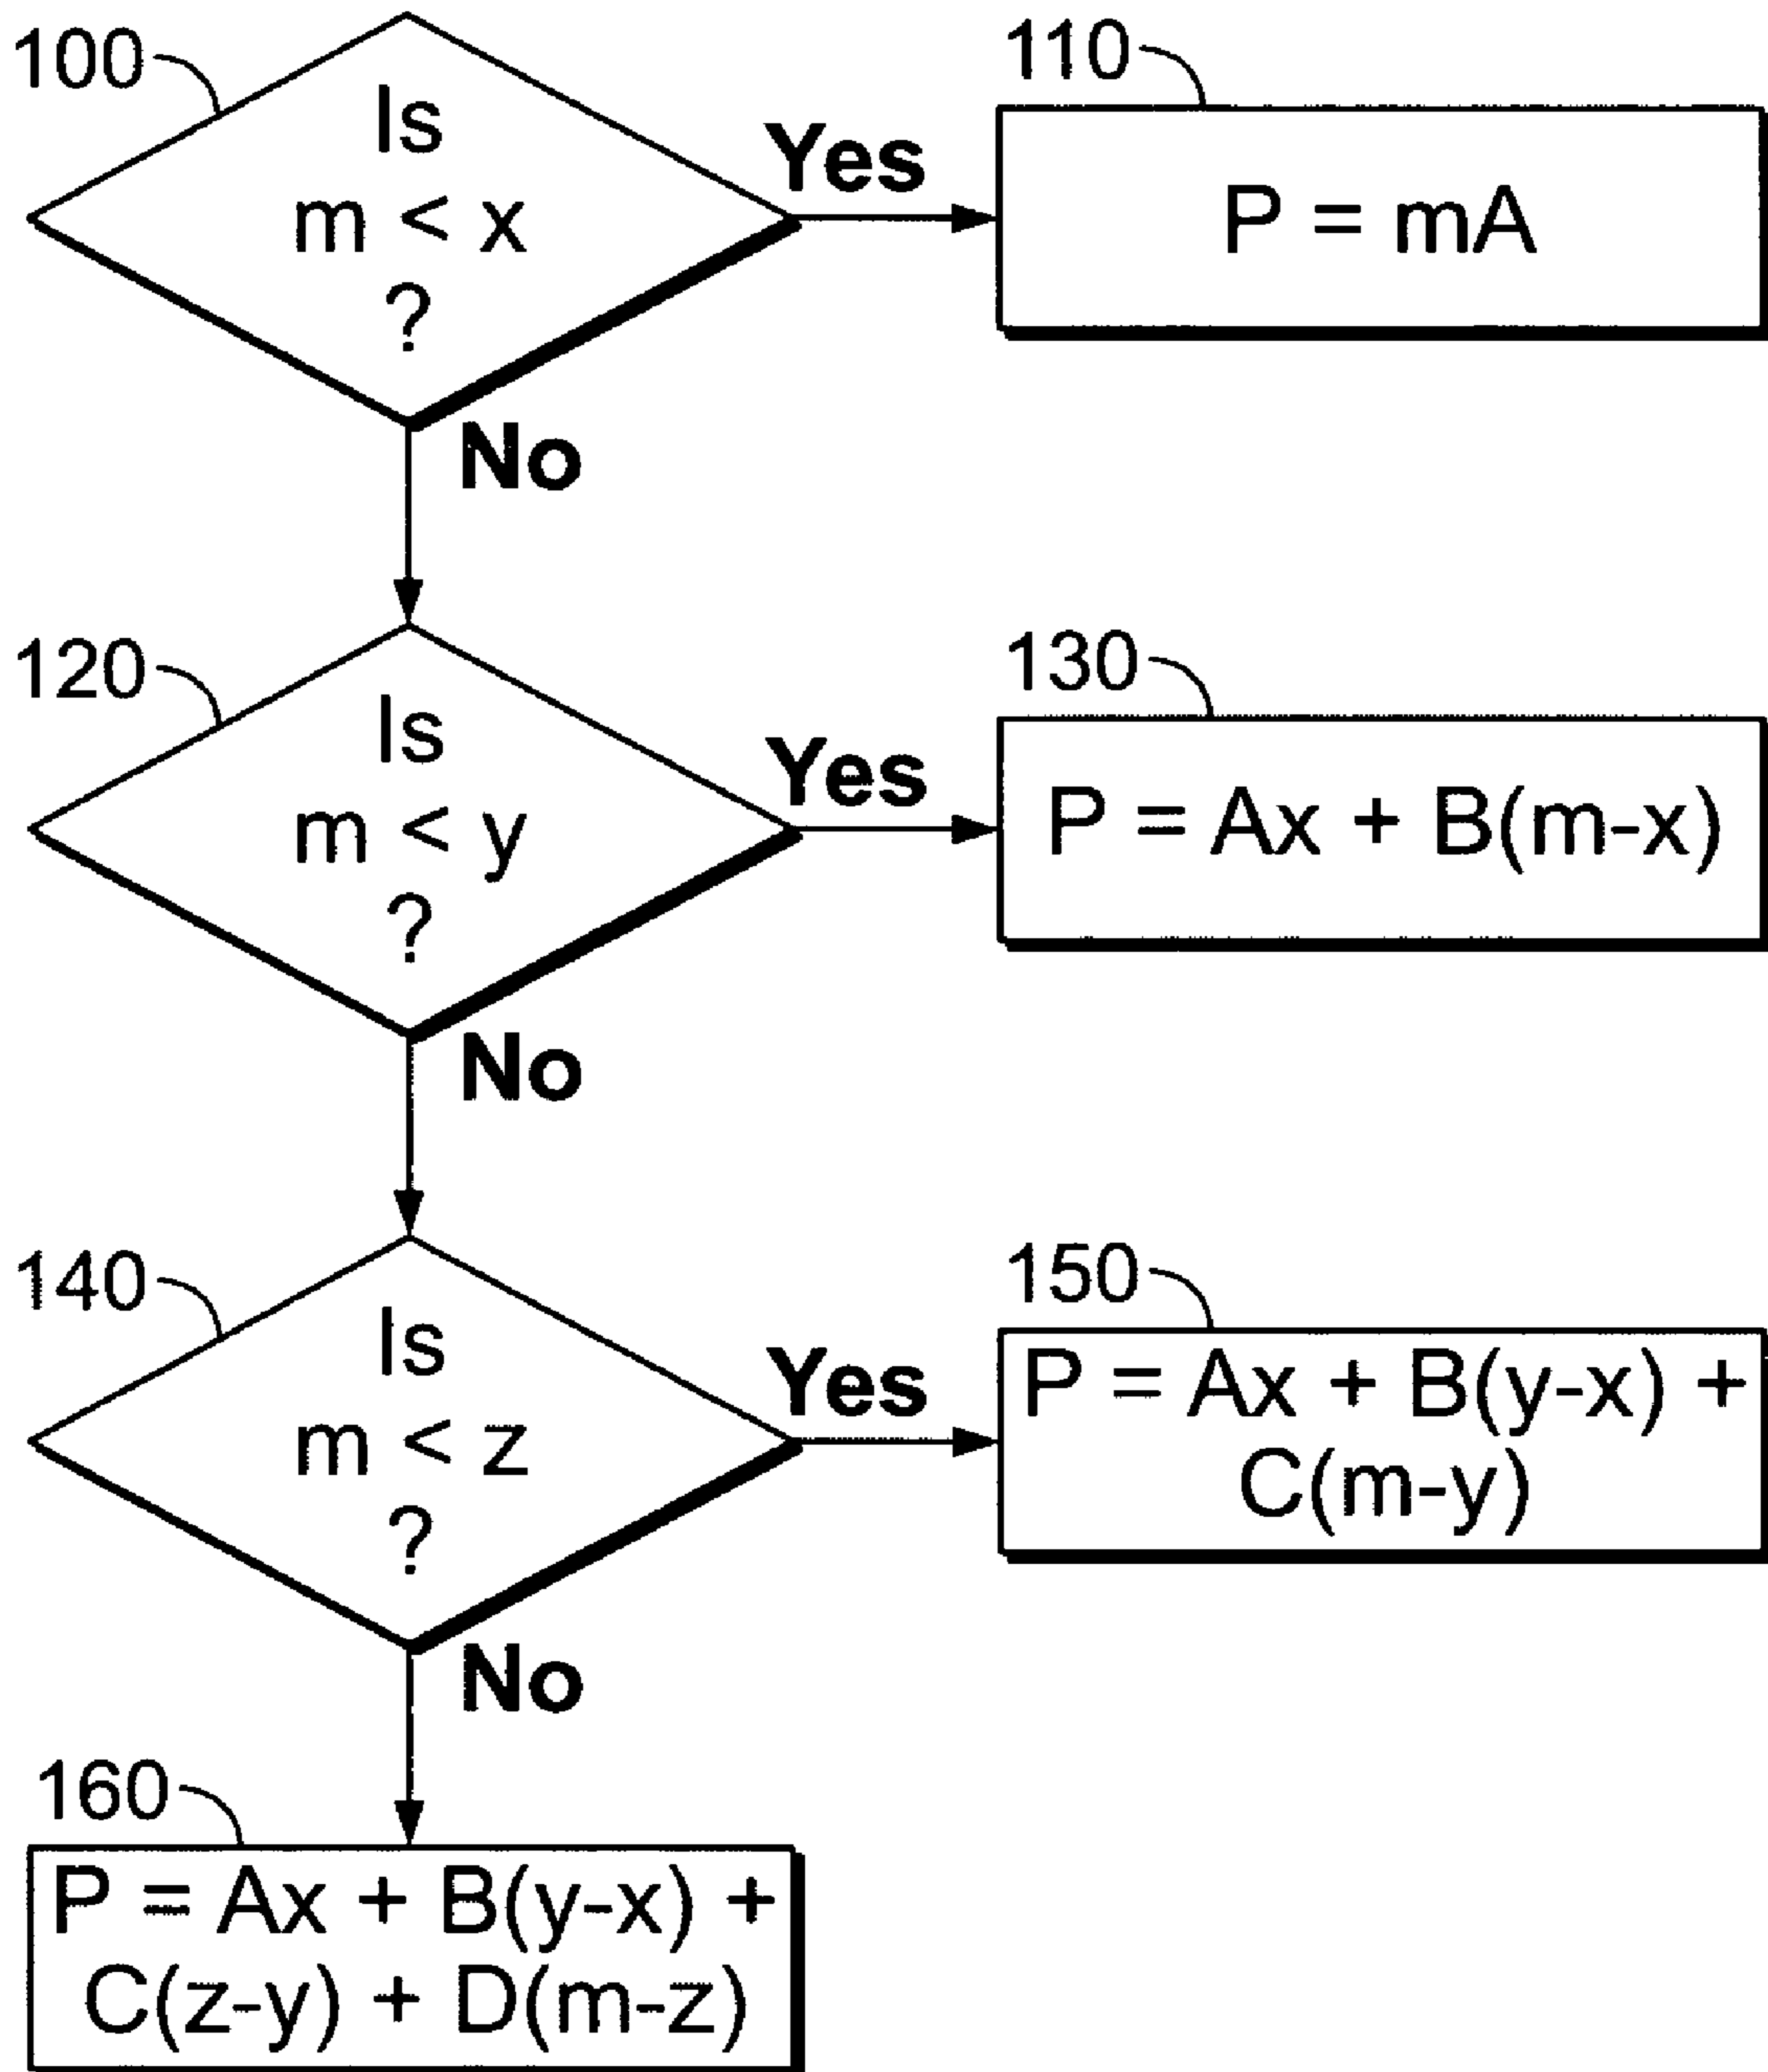 100
Is
m < x
?
Yes
110
P = mA
No
120
Is
m < y
?
Yes
130
P = Ax + B(m-x)
No
140
Is
m < z
?
Yes
150
P = Ax + B(y-x) +
C(m-y)
No
160
P = Ax + B(y-x) +
C(z-y) + D(m-z)